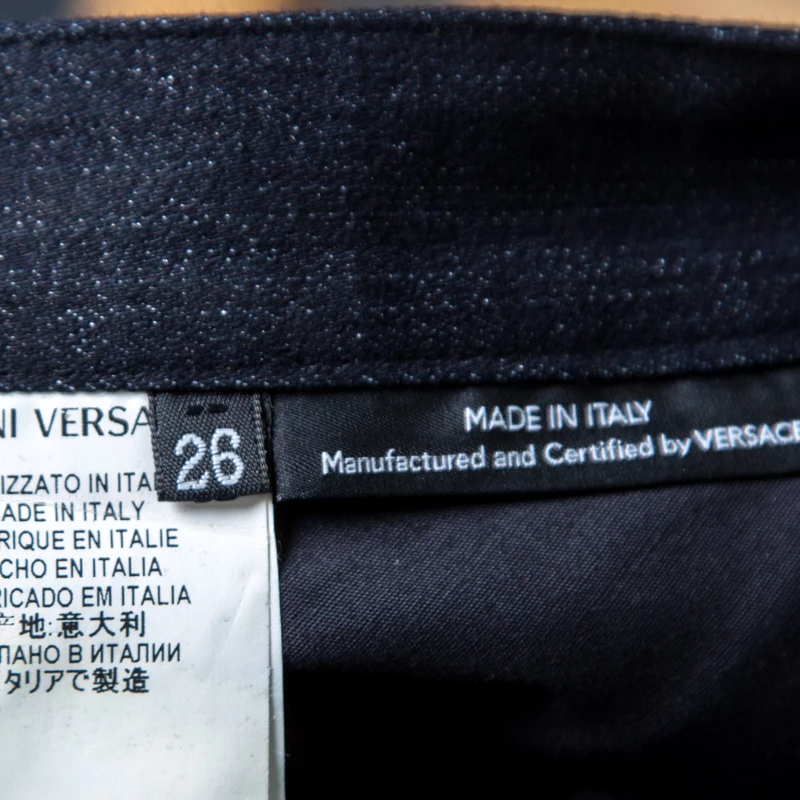 NI VERSA
IZZATO IN ITA
ADE IN ITALY
RIQUE EN ITALIE
CHO EN ITALIA
RICADO EM ITALIA
产地:意大利
ЛАНО В ИТАЛИИ
タリアで製造
26
MADE IN ITALY
Manufactured and Certified by VERSACE